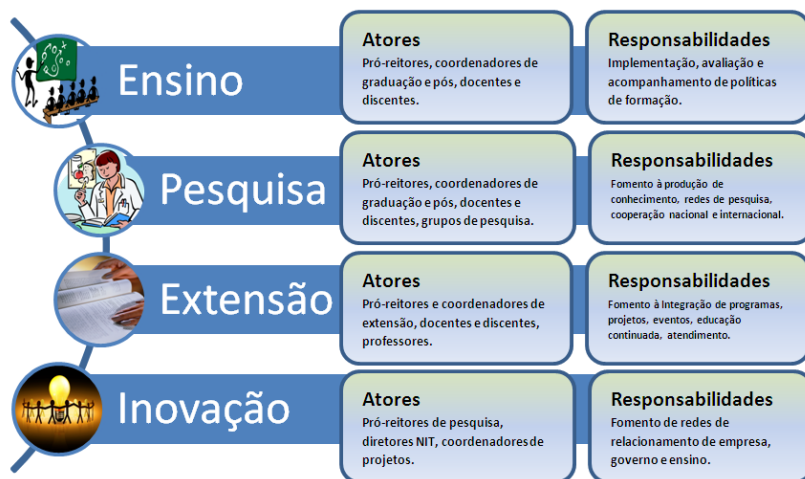 Ensino
Atores
Pró-reitores, coordenadores de
graduação e pós, docentes e
discentes.
Responsabilidades
Implementação, avaliação e
acompanhamento de políticas
de formação.
Pesquisa
Atores
Pró-reitores, coordenadores de
graduação e pós, docentes e
discentes, grupos de pesquisa.
Responsabilidades
Fomento à produção de
conhecimento, redes de pesquisa,
cooperação nacional e internacional.
Extensão
Atores
Pró-reitores e coordenadores de
extensão, docentes e discentes,
professores.
Responsabilidades
Fomento à Integração de programas,
projetos, eventos, educação
continuada, atendimento.
Inovação
Atores
Pró-reitores de pesquisa,
diretores NIT, coordenadores de
projetos.
Responsabilidades
Fomento de redes de
relacionamento de empresa,
governo e ensino.